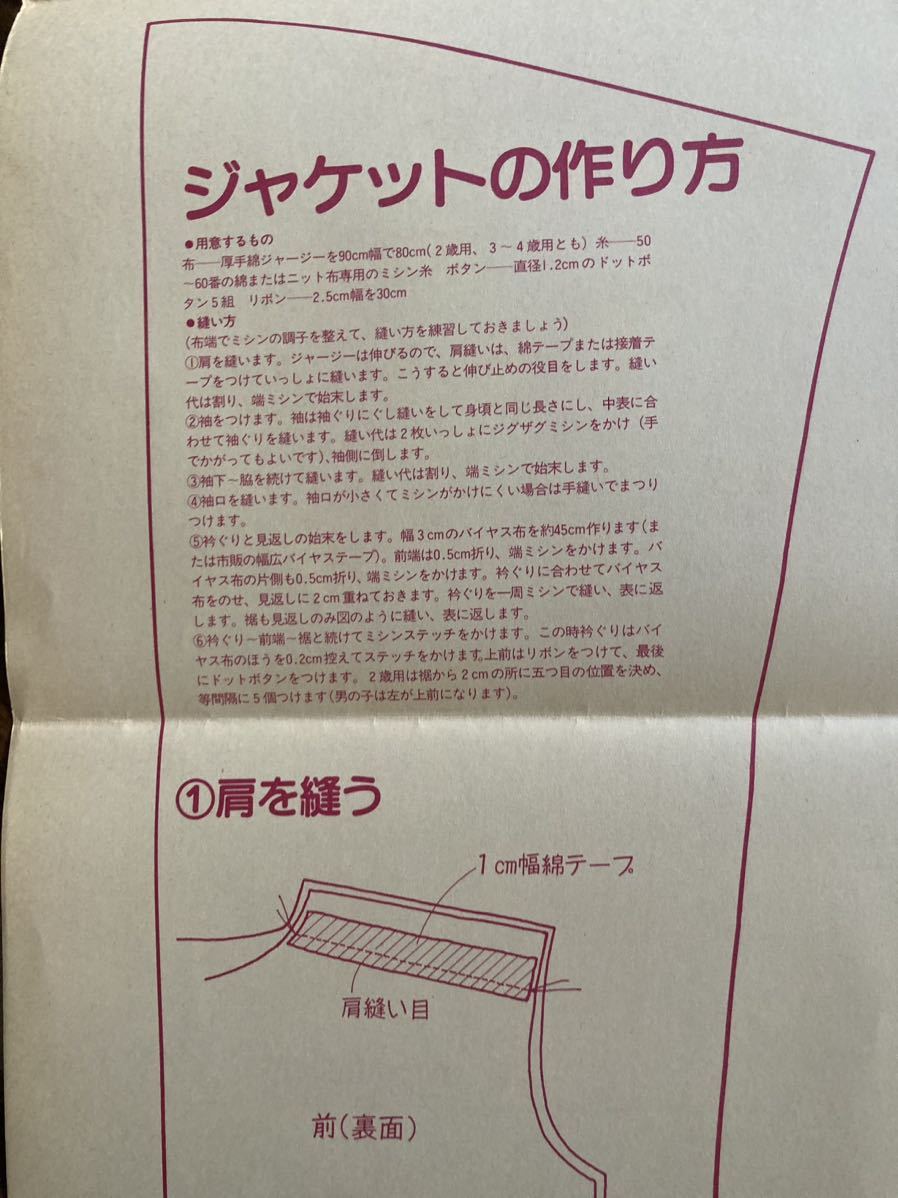 ジャケットの作り方
●用意するもの
布——厚手綿ジャージーを90cm幅で80cm(2歳用、3〜4歳用とも) 糸——50
〜60番の綿またはニット布専用のミシン糸 ボタン——直径1.2cmのドットボ
タン5組 リボン——2.5cm幅を30cm
●縫い方
(布端でミシンの調子を整えて、縫い方を練習しておきましょう)
①肩を縫います。ジャージーは伸びるので、肩縫いは、綿テープまたは接着テ
ープをつけていっしょに縫います。こうすると伸び止めの役目をします。縫い
代は割り、端ミシンで始末します。
②袖をつけます。袖は袖ぐりにぐし縫いをして身頃と同じ長さにし、中表に合
わせて袖ぐりを縫います。縫い代は2枚いっしょにジグザグミシンをかけ(手
でかがってもよいです)、袖側に倒します。
③袖下〜脇を続けて縫います。縫い代は割り、端ミシンで始末します。
④袖口を縫います。袖口が小さくてミシンがかけにくい場合は手縫いでまつり
つけます。
⑤衿ぐりと見返しの始末をします。幅3cmのバイヤス布を約45cm作ります(ま
たは市販の幅広バイヤステープ)。前端は0.5cm折り、端ミシンをかけます。バ
イヤス布の片側も0.5cm折り、端ミシンをかけます。衿ぐりに合わせてバイヤス
布をのせ、見返しに2cm重ねておきます。衿ぐりを一周ミシンで縫い、表に返
します。裾も見返しのみ図のように縫い、表に返します。
⑥衿ぐり〜前端〜裾と続けてミシンステッチをかけます。この時衿ぐりはバイ
ヤス布のほうを0.2cm控えてステッチをかけます。上前はリボンをつけて、最後
にドットボタンをつけます。2歳用は裾から2cmの所に五つ目の位置を決め、
等間隔に5個つけます(男の子は左が上前になります)。
①肩を縫う
1cm幅綿テープ
肩縫い目
前(裏面)